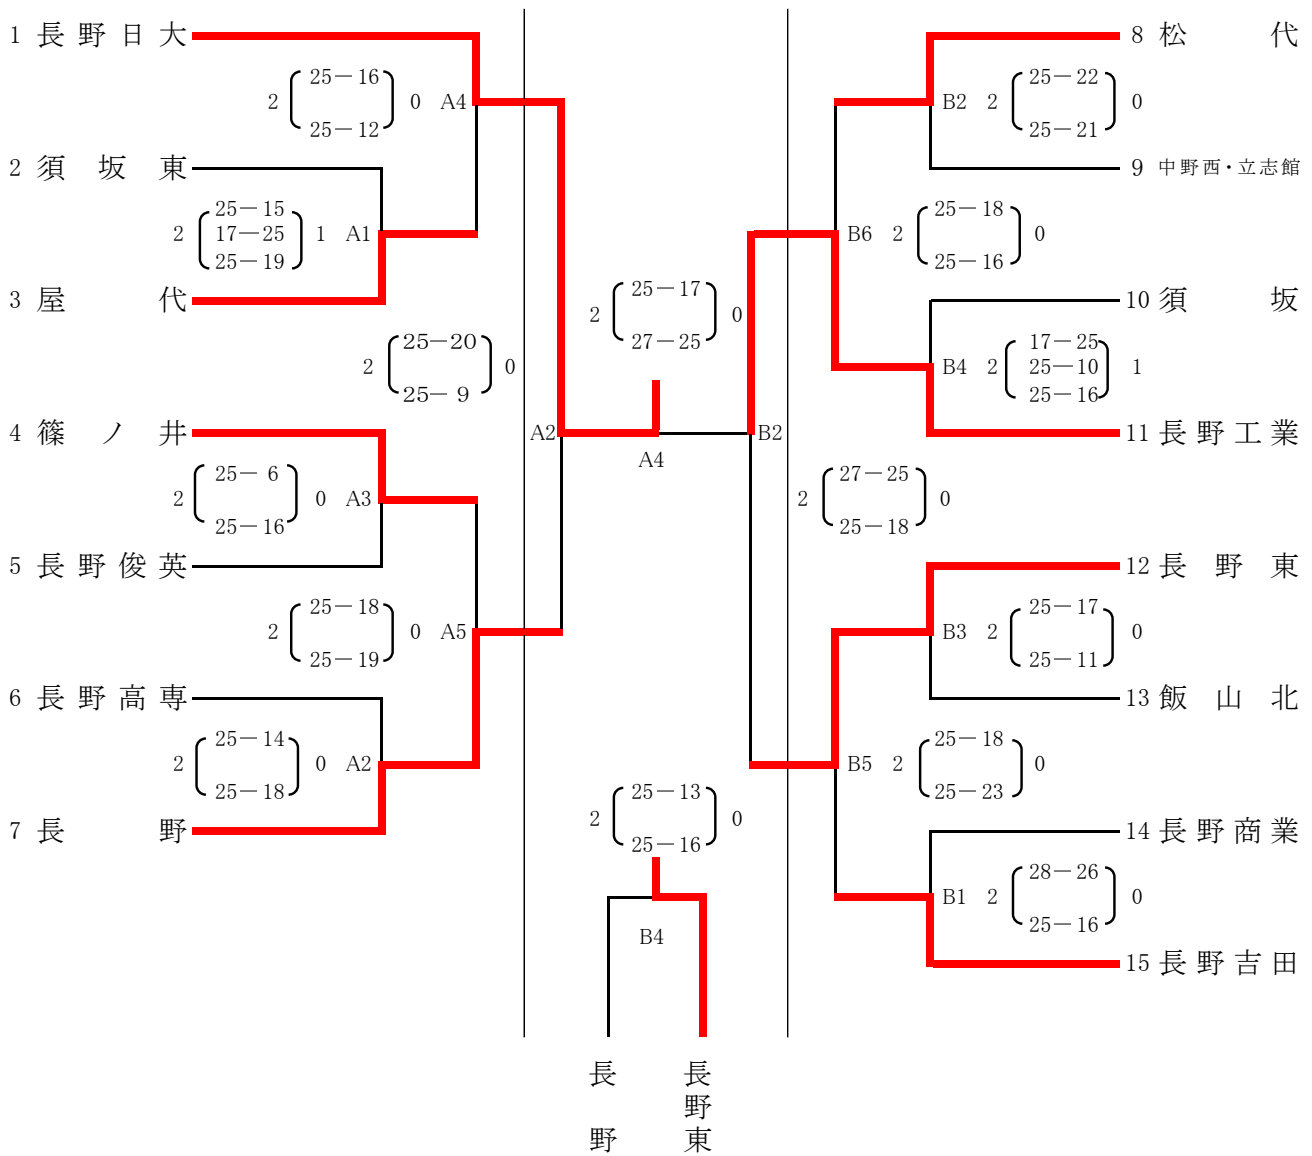 1 長野日大
25－16
2 0 A4
25－12
2 須坂東
25－15
2 17－25 1 A1
25－19
3 屋代
25－20
2 0
25－ 9
4 篠ノ井
25－ 6
2 0 A3
25－16
5 長野俊英
25－18
2 0 A5
25－19
6 長野高専
25－14
2 0 A2
25－18
7 長野
25－17
2 0
27－25
A2
B2
A4
25－13
2 0
25－16
B4
長野
長野東
8 松代
25－22
B2 2 0
25－21
9 中野西・立志館
25－18
B6 2 0
25－16
10 須坂
17－25
B4 2 25－10 1
25－16
11 長野工業
27－25
2 0
25－18
12 長野東
25－17
B3 2 0
25－11
13 飯山北
25－18
B5 2 0
25－23
14 長野商業
28－26
B1 2 0
25－16
15 長野吉田